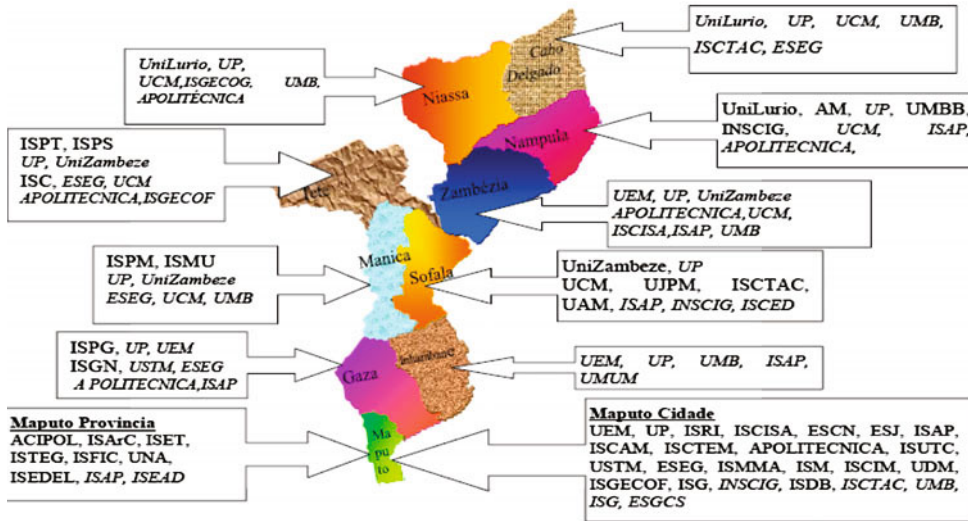 UniLurio, UP, UCM, UMB,
ISCTAC, ESEG
UniLurio, UP,
UCM,ISGECOG, UMB,
APOLITÉCNICA
Cabo
Delgado
Niassa
UniLurio, AM, UP, UMBB,
INSCIG, UCM, ISAP,
APOLITECNICA,
Nampula
ISPT, ISPS
UP, UniZambeze
ISC, ESEG, UCM
APOLITECNICA,ISGECOF
Tete
Zambézia
UEM, UP, UniZambeze
APOLITECNICA,UCM,
ISCISA,ISAP, UMB
ISPM, ISMU
UP, UniZambeze
ESEG, UCM, UMB
Manica
Sofala
UniZambeze, UP
UCM, UJPM, ISCTAC,
UAM, ISAP, INSCIG, ISCED
ISPG, UP, UEM
ISGN, USTM, ESEG
A POLITECNICA,ISAP
Gaza
Inhambane
UEM, UP, UMB, ISAP,
UMUM
Maputo Provincia
ACIPOL, ISArC, ISET,
ISTEG, ISFIC, UNA,
ISEDEL, ISAP, ISEAD
Ma
pu
to
Maputo Cidade
UEM, UP, ISRI, ISCISA, ESCN, ESJ, ISAP,
ISCAM, ISCTEM, APOLITECNICA, ISUTC,
USTM, ESEG, ISMMA, ISM, ISCIM, UDM,
ISGECOF, ISG, INSCIG, ISDB, ISCTAC, UMB,
ISG, ESGCS